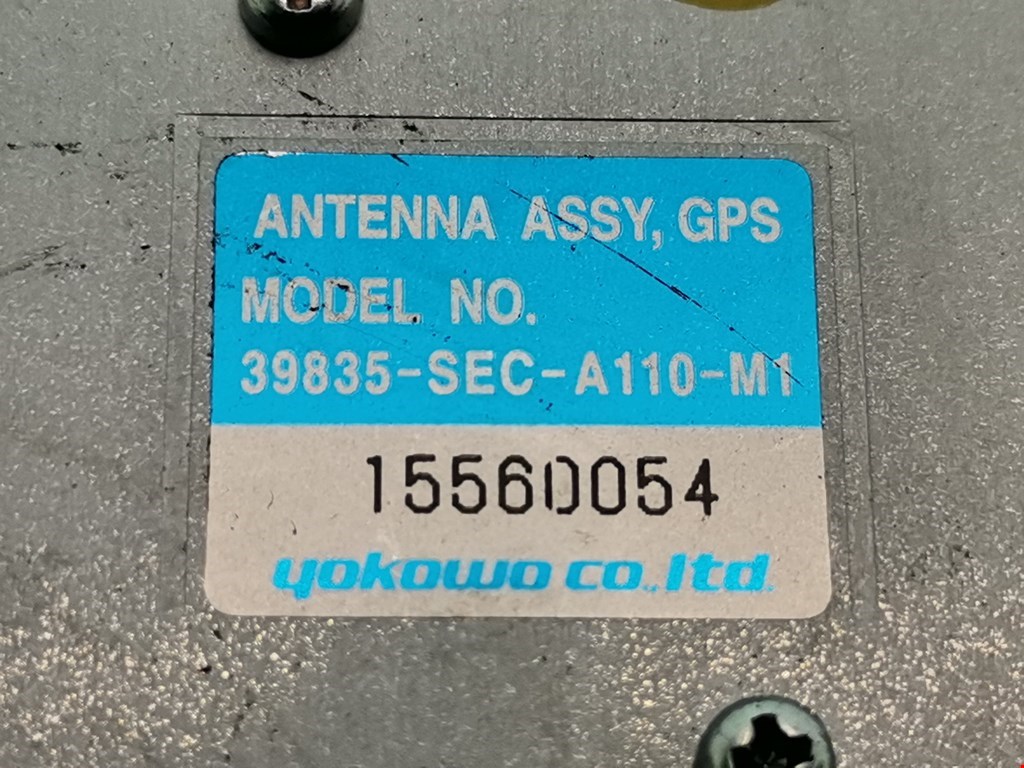 ANTENNA ASSY, GPS
MODEL NO.
39835-SEC-A110-M1
15560054
yokowo co.,ltd.